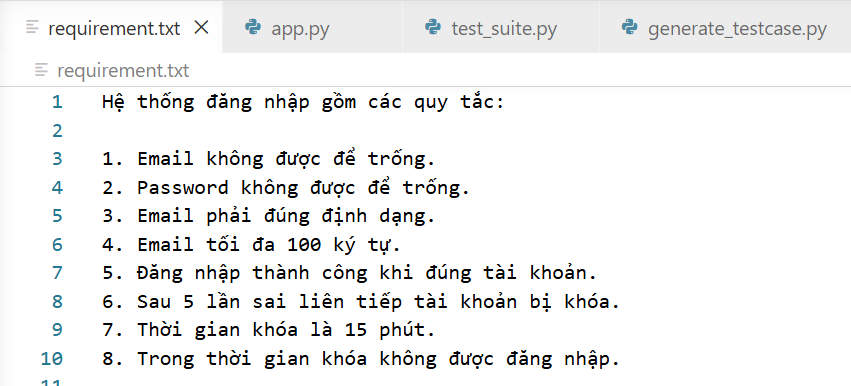 requirement.txt × app.py test_suite.py generate_testcase.py
requirement.txt
1 Hệ thống đăng nhập gồm các quy tắc:
2
3 1. Email không được để trống.
4 2. Password không được để trống.
5 3. Email phải đúng định dạng.
6 4. Email tối đa 100 ký tự.
7 5. Đăng nhập thành công khi đúng tài khoản.
8 6. Sau 5 lần sai liên tiếp tài khoản bị khóa.
9 7. Thời gian khóa là 15 phút.
10 8. Trong thời gian khóa không được đăng nhập.
11